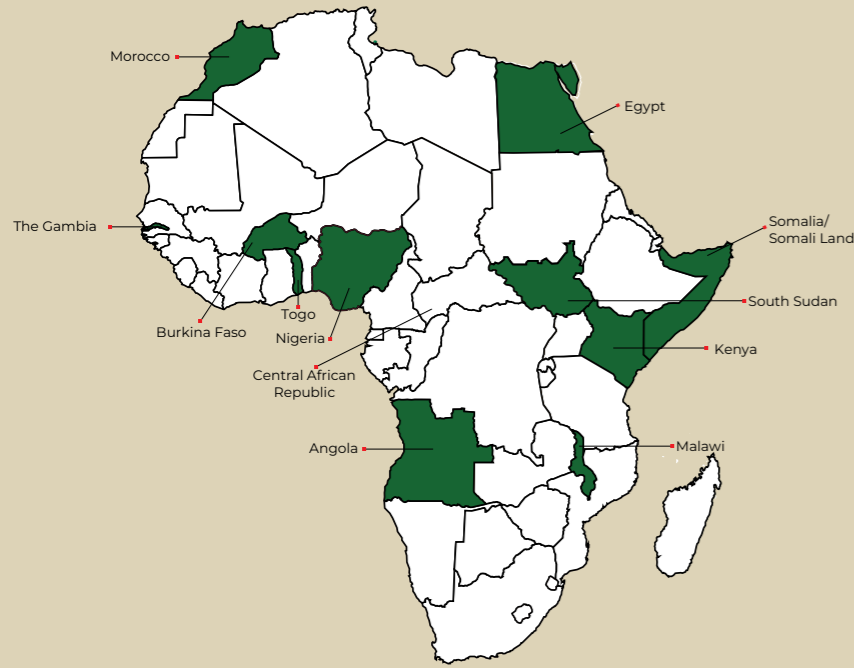 Morocco
Egypt
The Gambia
Somalia/
Somali Land
Burkina Faso
Togo
Nigeria
South Sudan
Central African
Republic
Kenya
Angola
Malawi